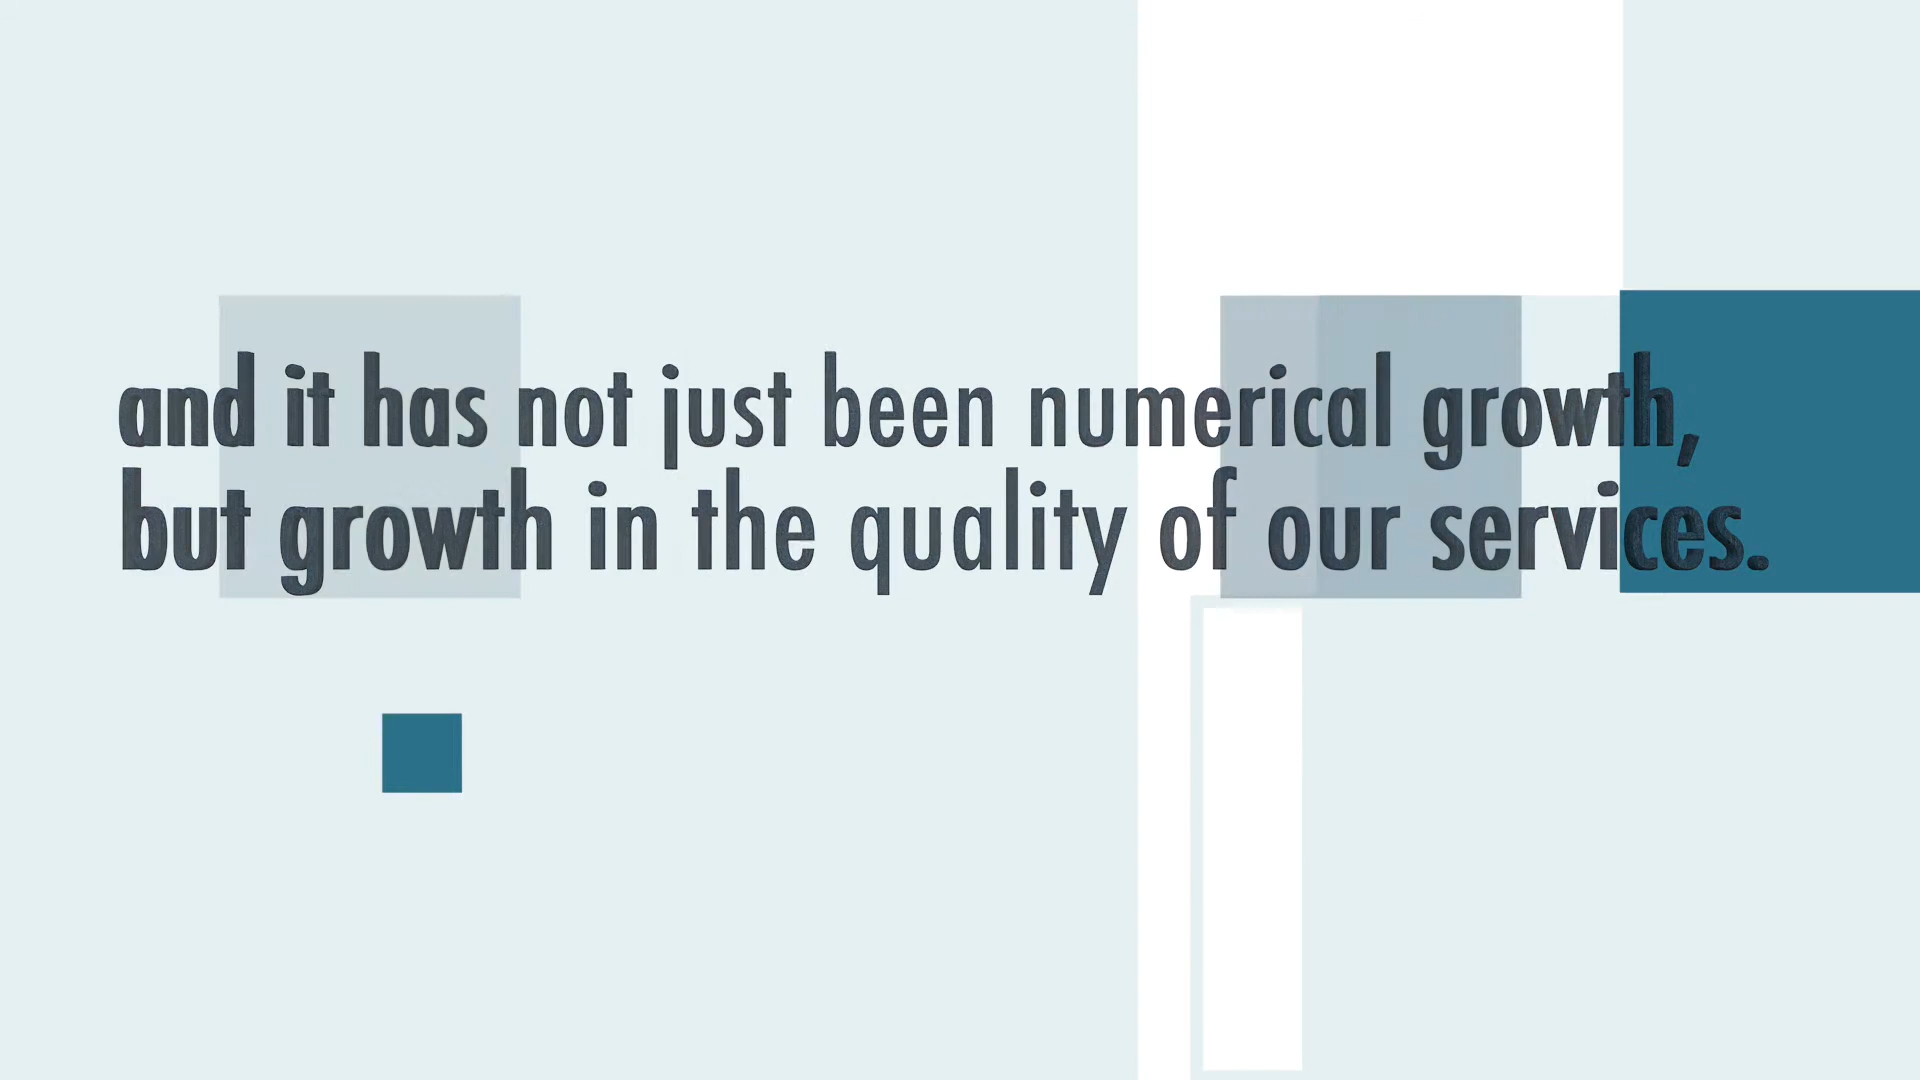 and it has not just been numerical growth,
but growth in the quality of our services.